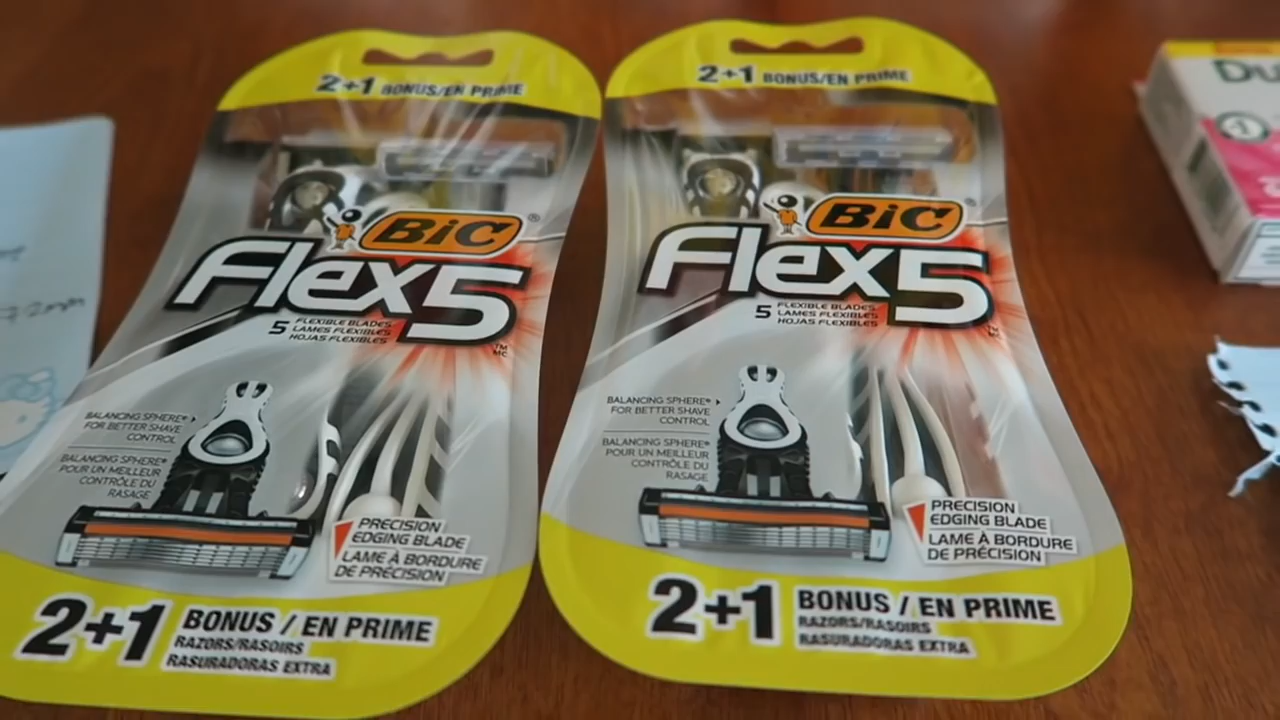 2+1 BONUS/EN PRIME
BIC®
Flex5
5 FLEXIBLE BLADES
LAMES FLEXIBLES
HOJAS FLEXIBLES
TM
MC
BALANCING SPHERE®
FOR BETTER SHAVE
CONTROL
BALANCING SPHERE®
POUR UN MEILLEUR
CONTRÔLE DU
RASAGE
PRECISION
EDGING BLADE
LAME À BORDURE
DE PRÉCISION
2+1 BONUS / EN PRIME
RAZORS/RASOIRS
RASURADORAS EXTRA
2+1 BONUS/EN PRIME
BIC®
Flex5
5 FLEXIBLE BLADES
LAMES FLEXIBLES
HOJAS FLEXIBLES
TM
MC
BALANCING SPHERE®
FOR BETTER SHAVE
CONTROL
BALANCING SPHERE®
POUR UN MEILLEUR
CONTRÔLE DU
RASAGE
PRECISION
EDGING BLADE
LAME À BORDURE
DE PRÉCISION
2+1 BONUS / EN PRIME
RAZORS/RASOIRS
RASURADORAS EXTRA